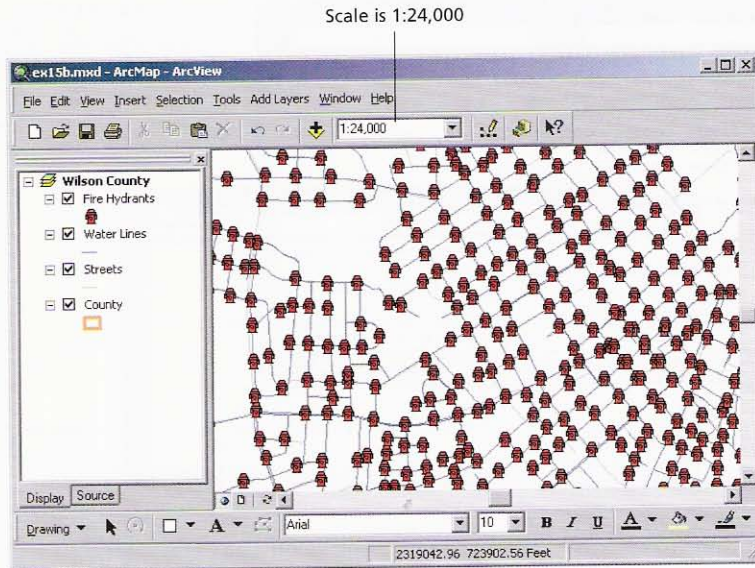 Scale is 1:24,000
ex15b.mxd - ArcMap - ArcView
File Edit View Insert Selection Tools Add Layers Window Help
1:24,000
Wilson County
Fire Hydrants
Water Lines
Streets
County
Display Source
Drawing A Arial 10 B I U A
2319042.96 723902.56 Feet